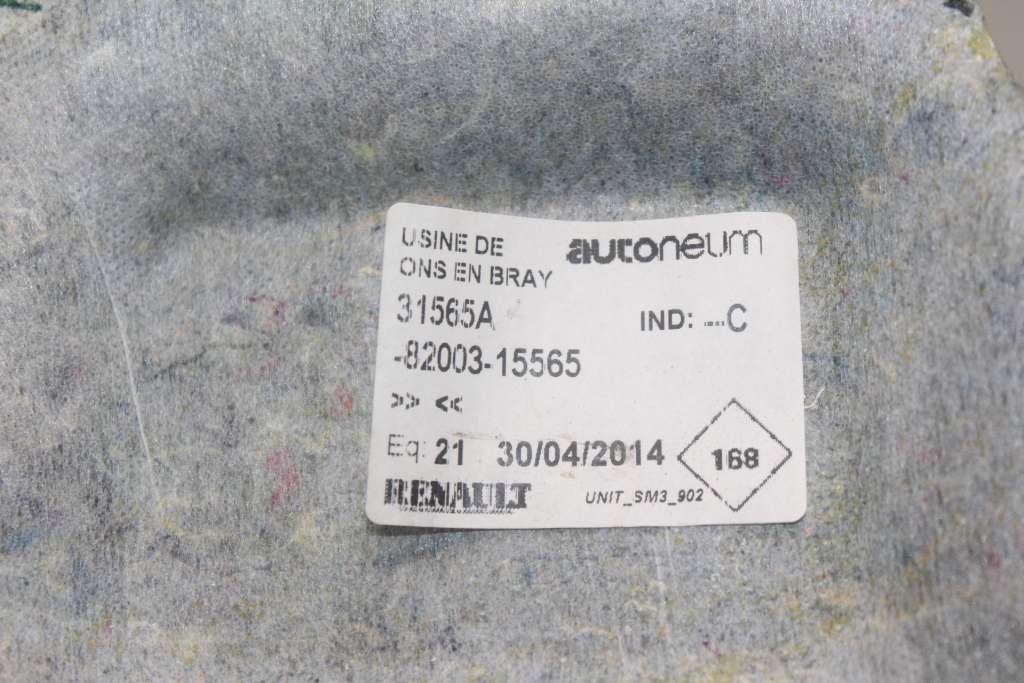 USINE DE
ONS EN BRAY
autoneum
31565A
IND: ---C
-82003-15565
>> <<
Eq: 21 30/04/2014
168
RENAULT
UNIT_SM3_902